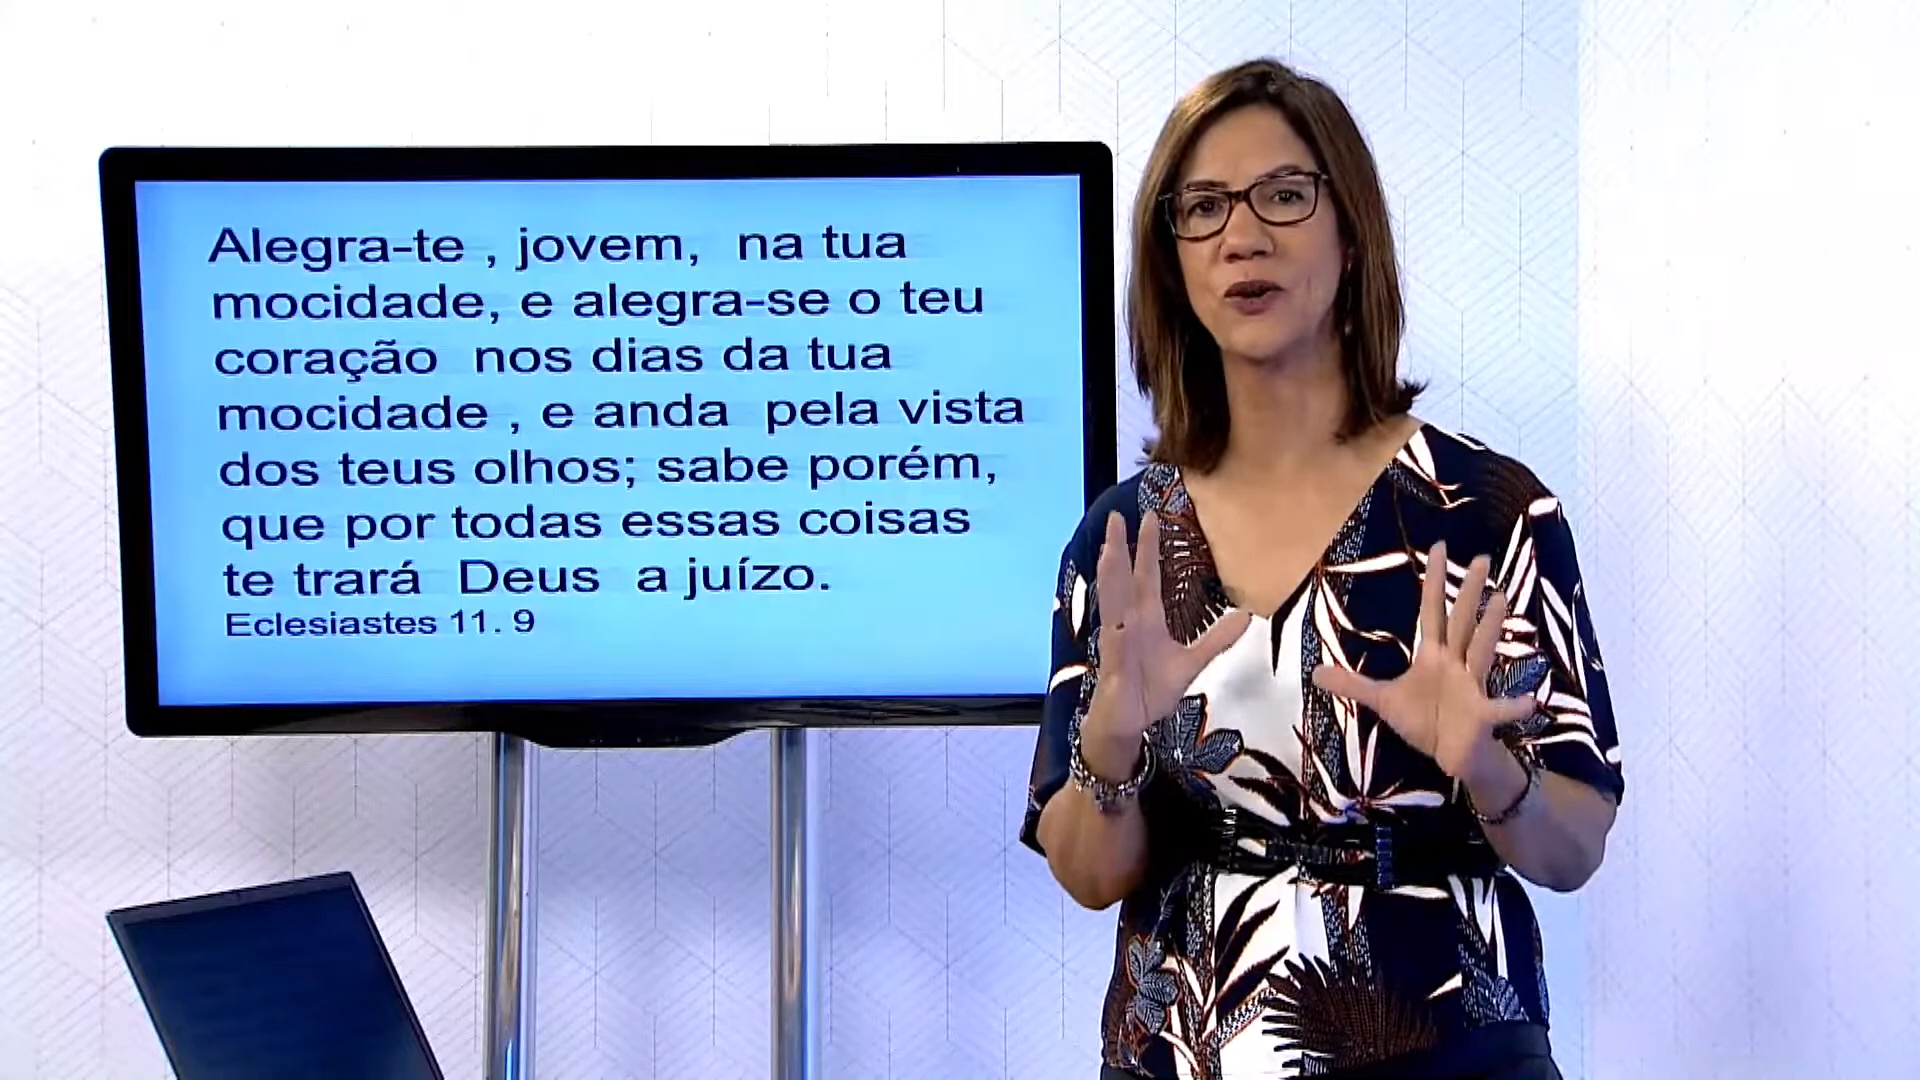 Alegra-te , jovem, na tua
mocidade, e alegra-se o teu
coração nos dias da tua
mocidade , e anda pela vista
dos teus olhos; sabe porém,
que por todas essas coisas
te trará Deus a juízo.
Eclesiastes 11. 9